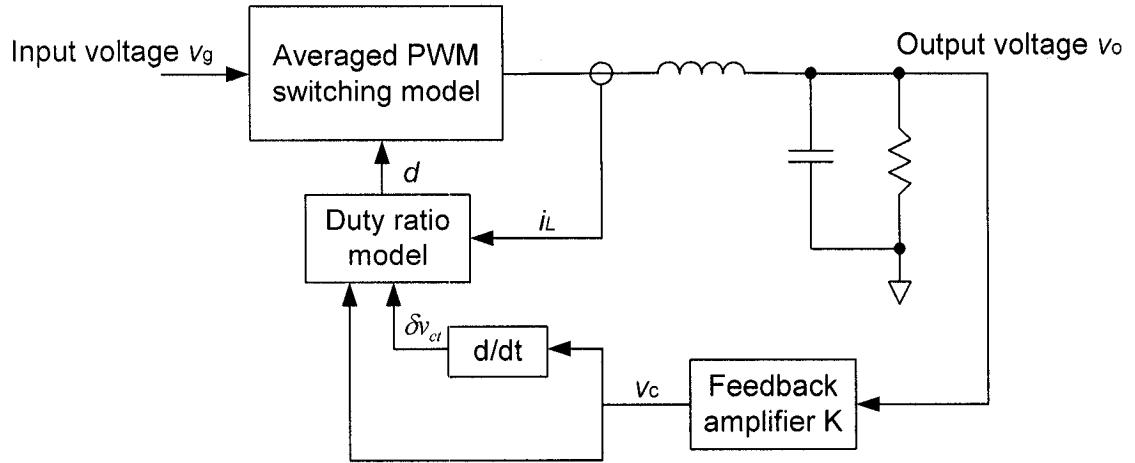 Input voltage vg
Averaged PWM
switching model
Output voltage vo
d
Duty ratio
model
iL
δvct
d/dt
vc
Feedback
amplifier K